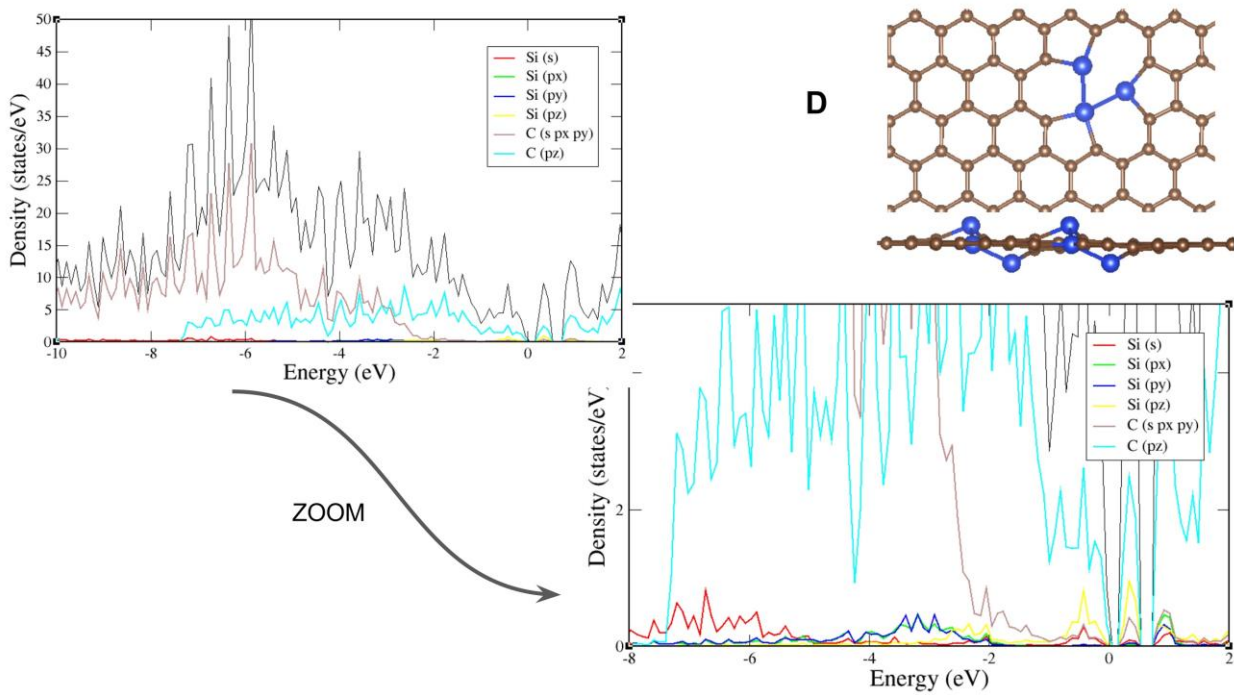 50
45
40
35
30
25
20
15
10
5
0
Density (states/eV)
Si (s)
Si (px)
Si (py)
Si (pz)
C (s px py)
C (pz)
-10
-8
-6
-4
-2
0
2
Energy (eV)
D
ZOOM
Density (states/eV)
2
0
Si (s)
Si (px)
Si (py)
Si (pz)
C (s px py)
C (pz)
-8
-6
-4
-2
0
2
Energy (eV)